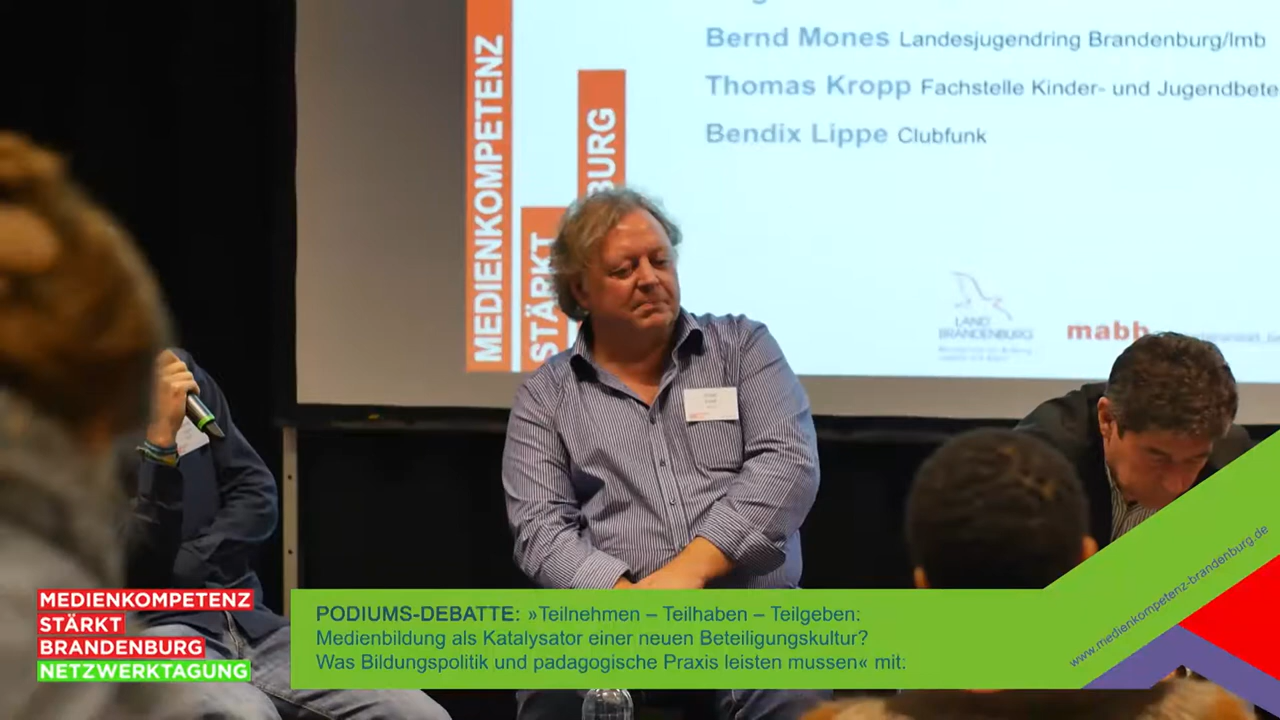 Bernd Mones Landesjugendring Brandenburg/lmb
Thomas Kropp Fachstelle Kinder- und Jugendbete
Bendix Lippe Clubfunk
MEDIENKOMPETENZ
STÄRKT
BURG
LAND
BRANDENBURG
mabb
MEDIENKOMPETENZ
STÄRKT
BRANDENBURG
NETZWERKTAGUNG
PODIUMS-DEBATTE: »Teilnehmen – Teilhaben – Teilgeben:
Medienbildung als Katalysator einer neuen Beteiligungskultur?
Was Bildungspolitik und padagogische Praxis leisten mussen« mit:
www.medienkompetenz-brandenburg.de